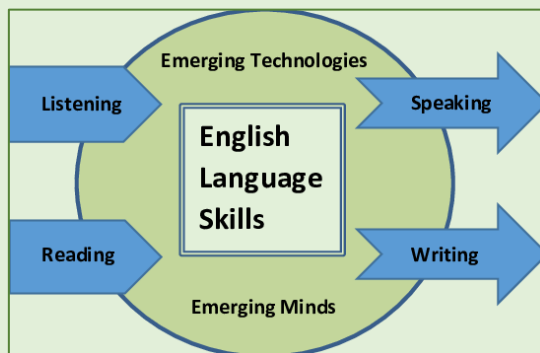 Emerging Technologies
Listening
Speaking
English
Language
Skills
Reading
Writing
Emerging Minds